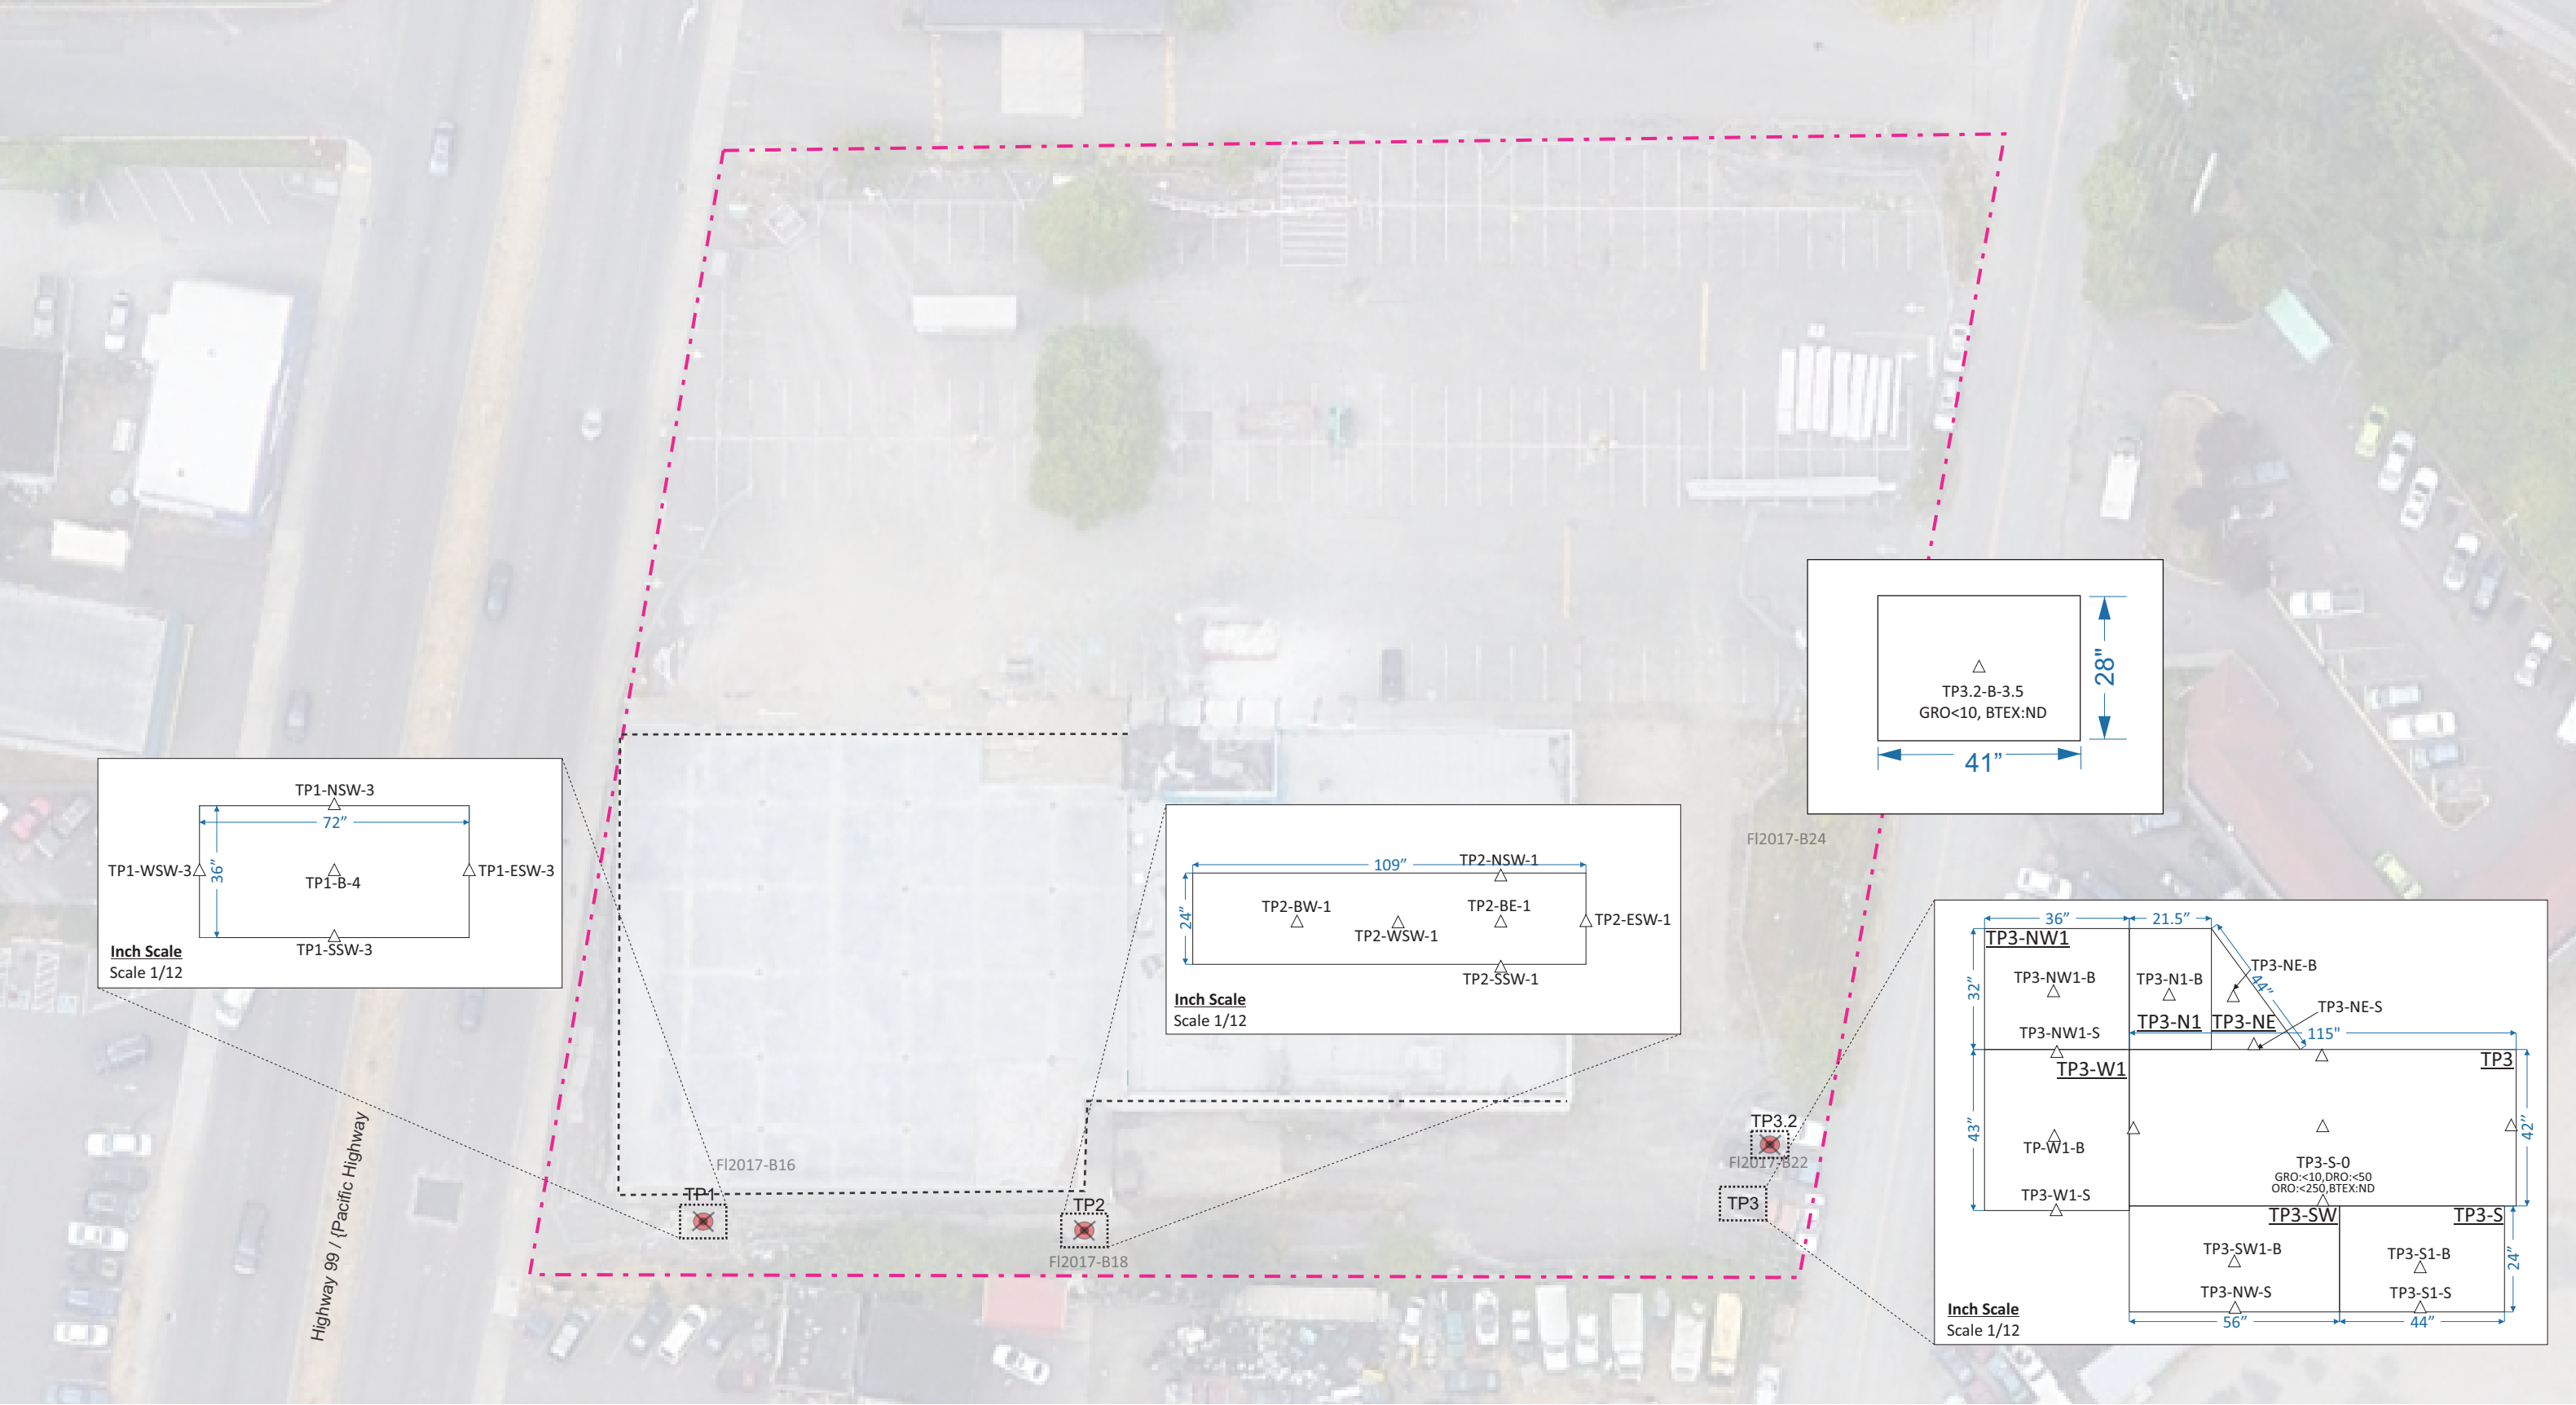 TP3.2-B-3.5
GRO<10, BTEX:ND
28"
41”
TP1-NSW-3
72”
TP1-WSW-3
36”
TP1-B-4
TP1-ESW-3
TP1-SSW-3
Inch Scale
Scale 1/12
109”
TP2-NSW-1
24”
TP2-BW-1
TP2-WSW-1
TP2-BE-1
TP2-ESW-1
TP2-SSW-1
Inch Scale
Scale 1/12
Fl2017-B24
36”
21.5”
TP3-NW1
TP3-NE-B
44”
32”
TP3-NW1-B
TP3-N1-B
TP3-NE-S
TP3-NW1-S
TP3-N1
TP3-NE
115"
TP3-W1
TP3
43”
42”
TP-W1-B
TP3-S-0
GRO:<10,DRO:<50
ORO:<250,BTEX:ND
TP3-W1-S
TP3-SW
TP3-S
TP3-SW1-B
TP3-S1-B
24”
TP3-NW-S
TP3-S1-S
56”
44”
Inch Scale
Scale 1/12
TP3.2
Fl2017-B22
TP3
Fl2017-B16
TP1
TP2
Fl2017-B18
Highway 99 / {Pacific Highway